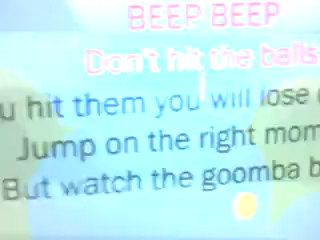 BEEP BEEP
Don't hit the balls
u hit them you will lose
Jump on the right mom
But watch the goomba b